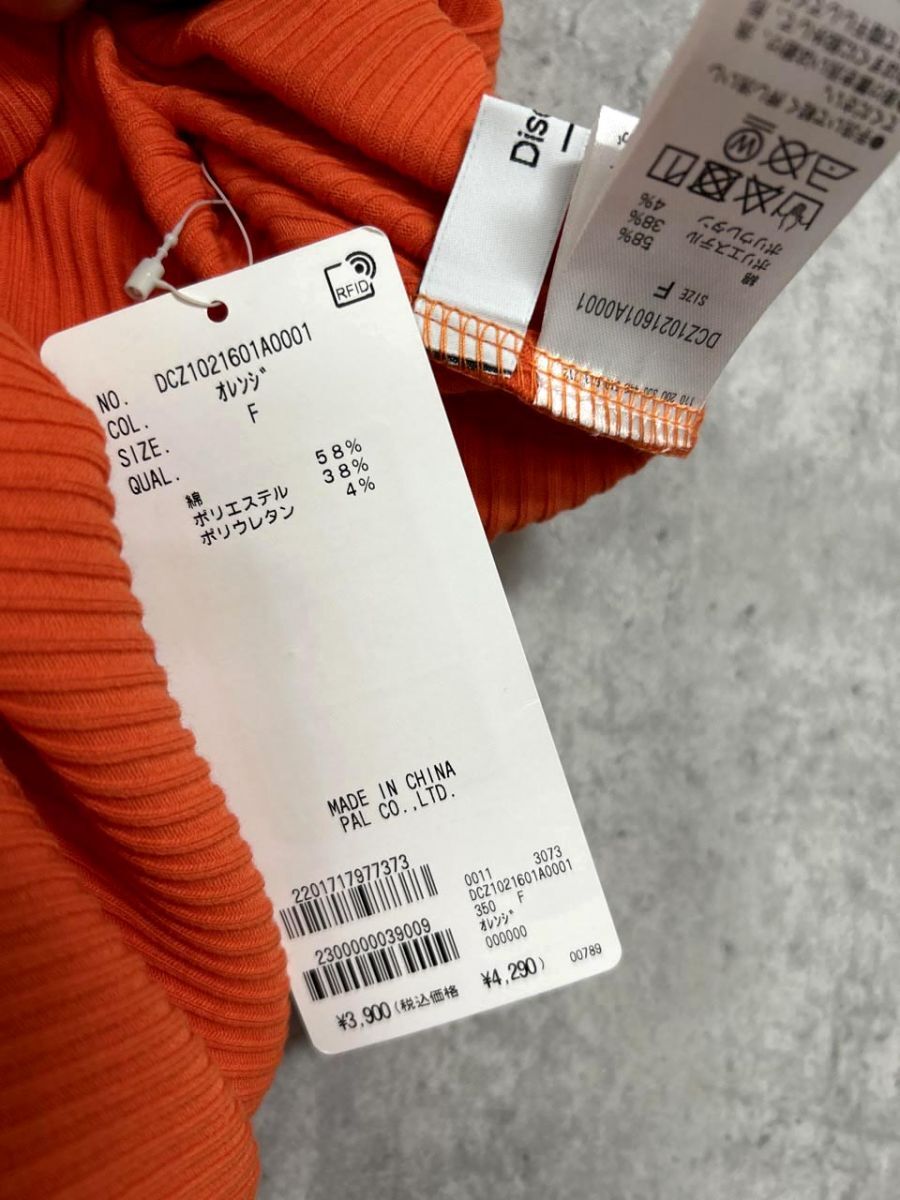 RFID
NO. DCZ1021601A0001
COL. ｵﾚﾝｼﾞ
SIZE. F
QUAL.
綿 58%
ポリエステル 38%
ポリウレタン 4%
MADE IN CHINA
PAL CO.,LTD.
2201717977373
2300000039009
¥3,900(税込価格 ¥4,290)
0011 3073
DCZ1021601A0001
350 F
ｵﾚﾝｼﾞ
000000
00789
Disc
DCZ1021601A0001
SIZE F
綿 58%
ポリエステル 38%
ポリウレタン 4%
W